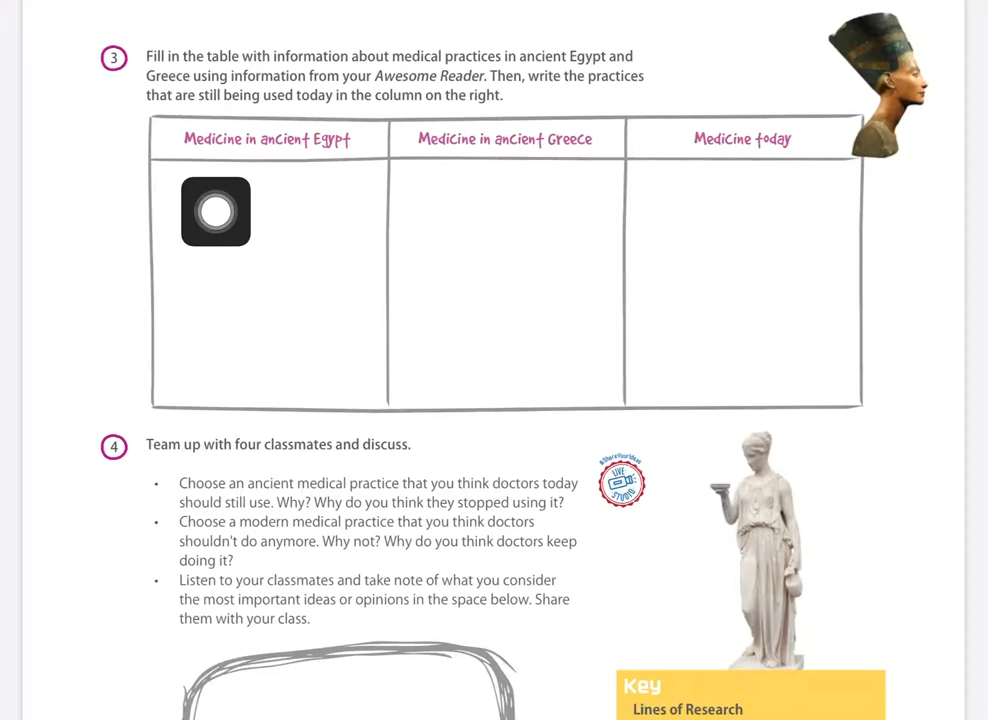 3 Fill in the table with information about medical practices in ancient Egypt and
Greece using information from your Awesome Reader. Then, write the practices
that are still being used today in the column on the right.
Medicine in ancient Egypt
Medicine in ancient Greece
Medicine today
4 Team up with four classmates and discuss.
• Choose an ancient medical practice that you think doctors today
should still use. Why? Why do you think they stopped using it?
• Choose a modern medical practice that you think doctors
shouldn't do anymore. Why not? Why do you think doctors keep
doing it?
• Listen to your classmates and take note of what you consider
the most important ideas or opinions in the space below. Share
them with your class.
#ShareYourIdeas
LIVE
STUDIO
Key
Lines of Research